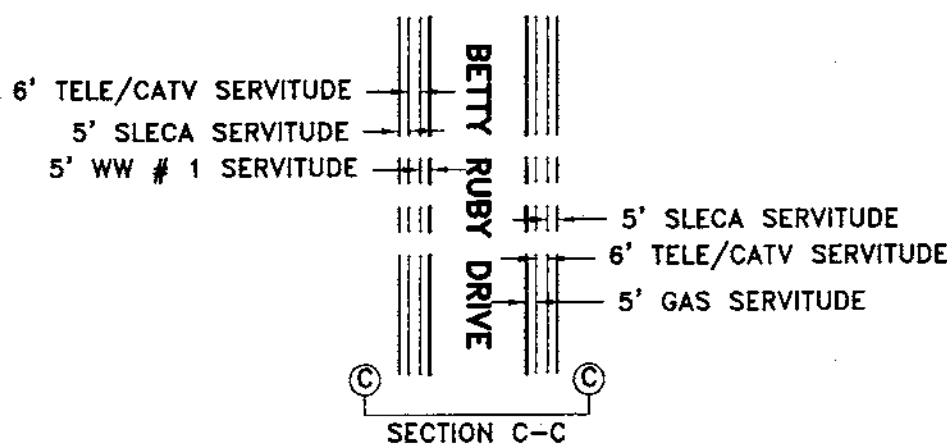 6' TELE/CATV SERVITUDE
5' SLECA SERVITUDE
5' WW # 1 SERVITUDE
BETTY RUBY DRIVE
5' SLECA SERVITUDE
6' TELE/CATV SERVITUDE
5' GAS SERVITUDE
C C
SECTION C-C